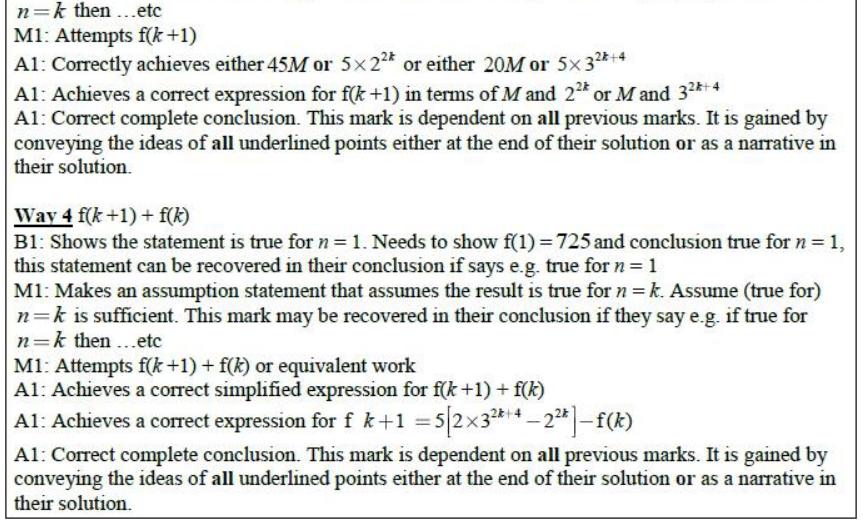 n = k then …etc
M1: Attempts f(k +1)
A1: Correctly achieves either 45M or 5×2^{2k} or either 20M or 5×3^{2k+4}
A1: Achieves a correct expression for f(k +1) in terms of M and 2^{2k} or M and 3^{2k+4}
A1: Correct complete conclusion. This mark is dependent on all previous marks. It is gained by
conveying the ideas of all underlined points either at the end of their solution or as a narrative in
their solution.
Way 4 f(k +1) + f(k)
B1: Shows the statement is true for n = 1. Needs to show f(1) = 725 and conclusion true for n = 1,
this statement can be recovered in their conclusion if says e.g. true for n = 1
M1: Makes an assumption statement that assumes the result is true for n = k. Assume (true for)
n = k is sufficient. This mark may be recovered in their conclusion if they say e.g. if true for
n = k then …etc
M1: Attempts f(k +1) + f(k) or equivalent work
A1: Achieves a correct simplified expression for f(k +1) + f(k)
A1: Achieves a correct expression for f k+1 = 5[2×3^{2k+4} − 2^{2k}] − f(k)
A1: Correct complete conclusion. This mark is dependent on all previous marks. It is gained by
conveying the ideas of all underlined points either at the end of their solution or as a narrative in
their solution.